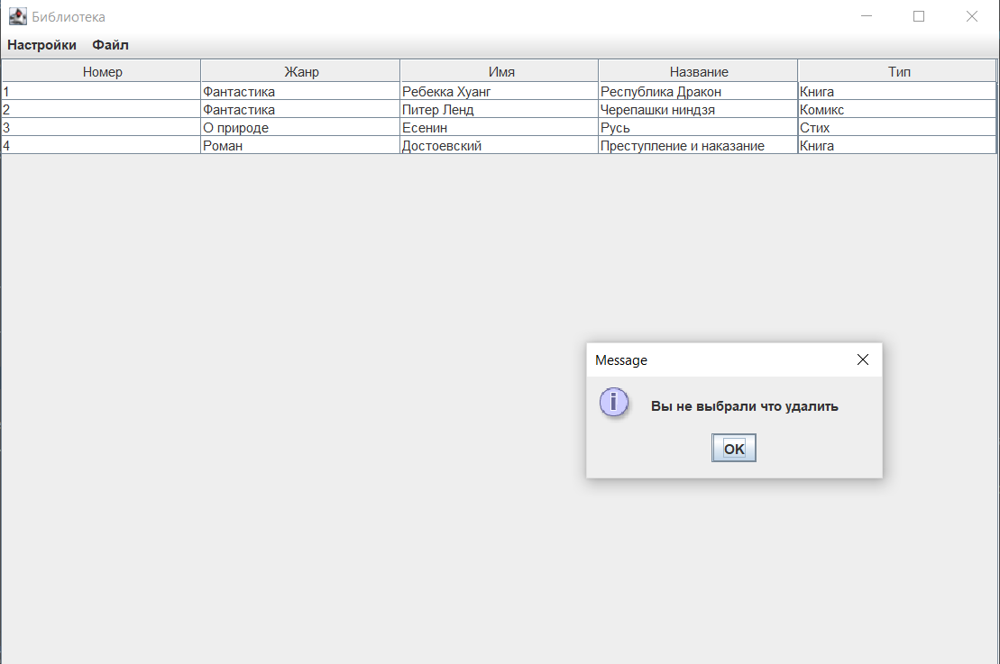 Библиотека
Настройки Файл
Номер Жанр Имя Название Тип
1 Фантастика Ребекка Хуанг Республика Дракон Книга
2 Фантастика Питер Ленд Черепашки ниндзя Комикс
3 О природе Есенин Русь Стих
4 Роман Достоевский Преступление и наказание Книга
Message
Вы не выбрали что удалить
OK